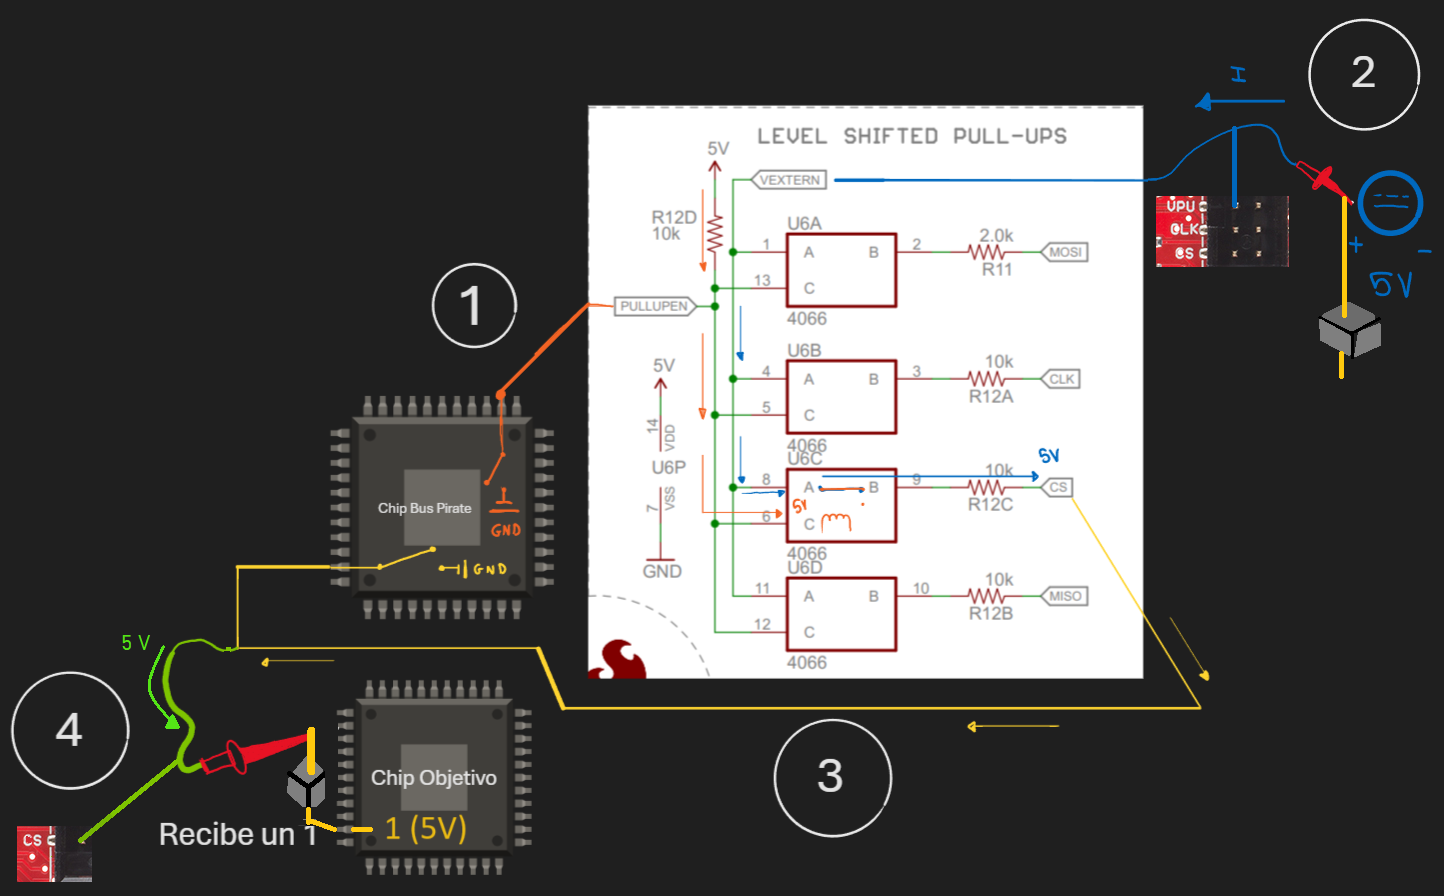 2
I
LEVEL SHIFTED PULL-UPS
5V
VEXTERN
VPU
CLK
CS
+
-
5V
R12D
10k
U6A
1
A
B
2
2.0k
R11
MOSI
13
C
4066
1
PULLUPEN
U6B
4
A
B
3
10k
R12A
CLK
5
C
4066
5V
14
VDD
U6P
7
VSS
GND
U6C
8
A
B
9
10k
R12C
CS
5V
5V
6
C
4066
Chip Bus Pirate
GND
GND
U6D
11
A
B
10
10k
R12B
MISO
12
C
4066
5 V
4
3
Chip Objetivo
1 (5V)
Recibe un 1
CS